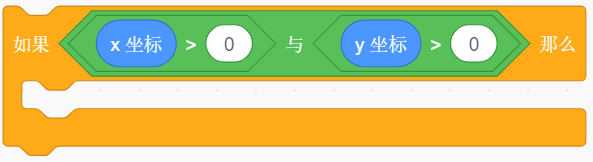 如果 x 坐标 > 0 与 y 坐标 > 0 那么